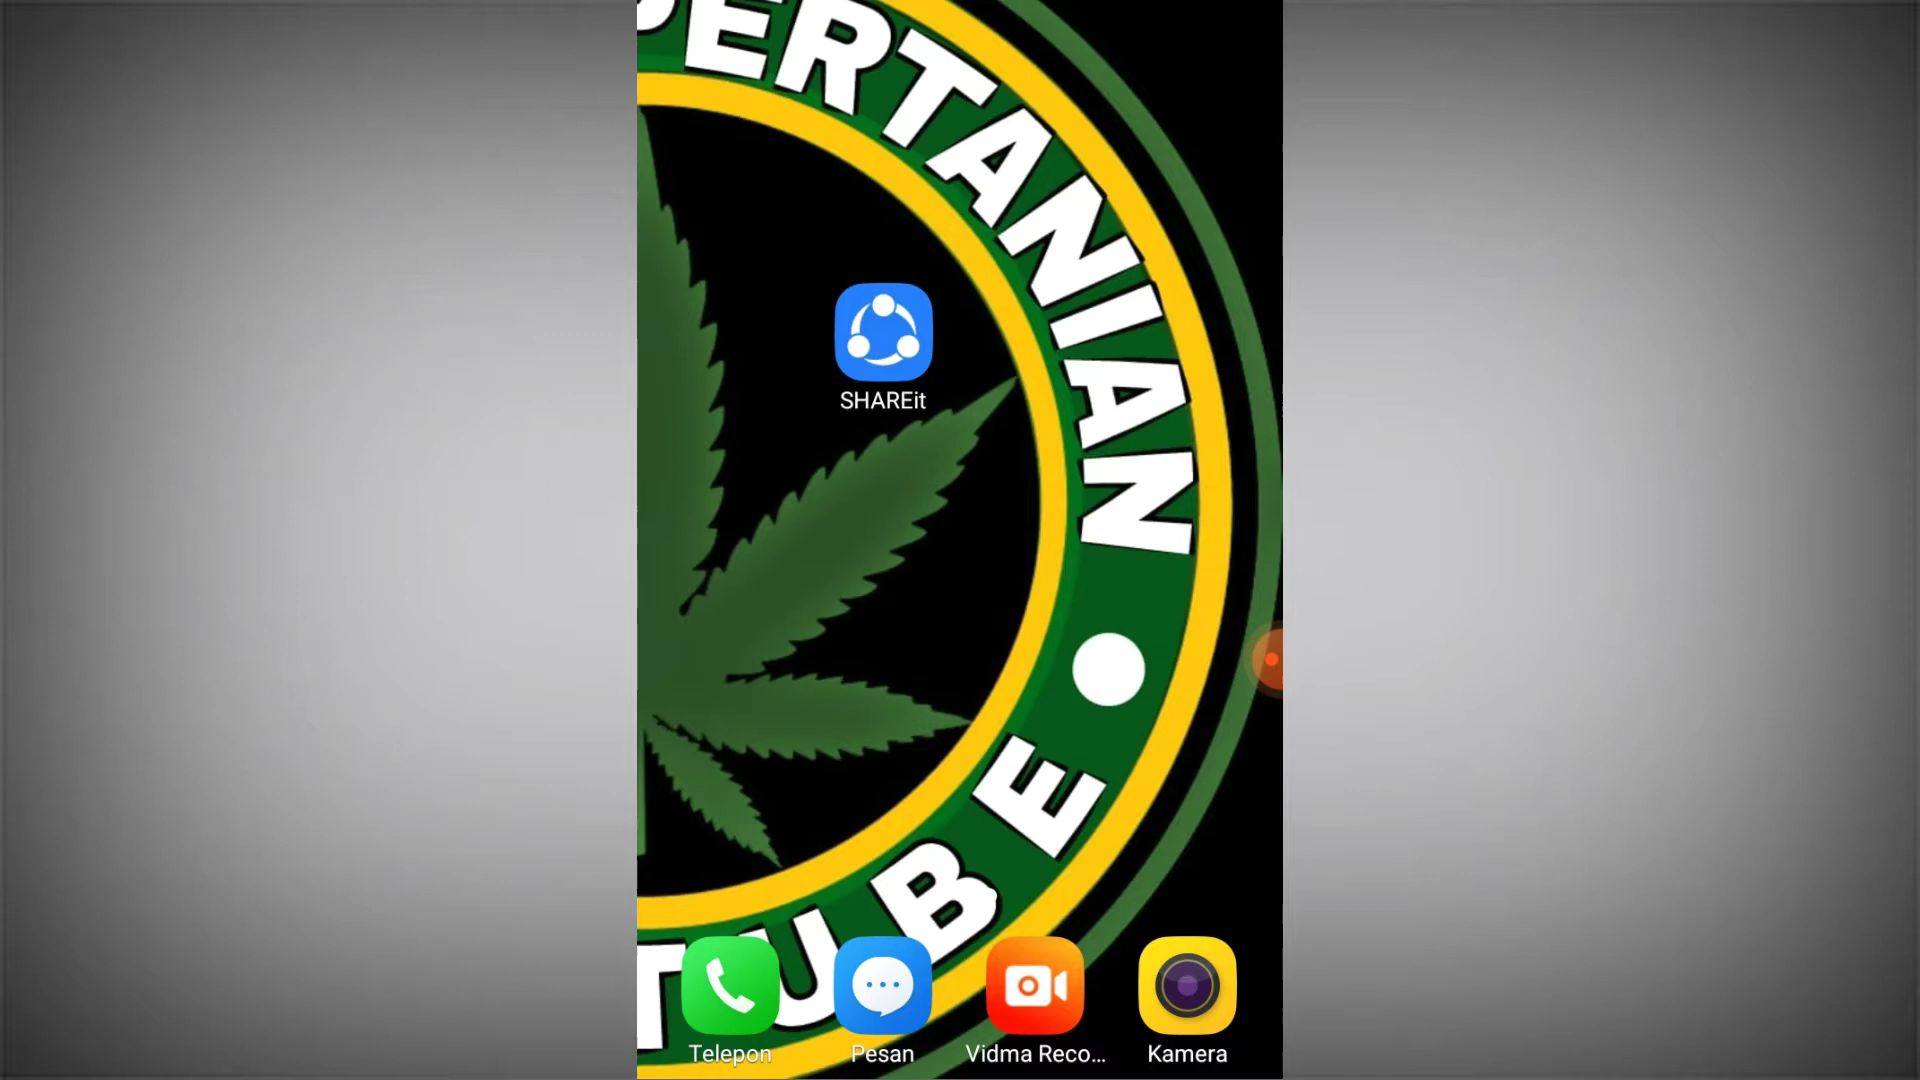 PERTANIAN
TUBE
SHAREit
Telepon
Pesan
Vidma Reco...
Kamera